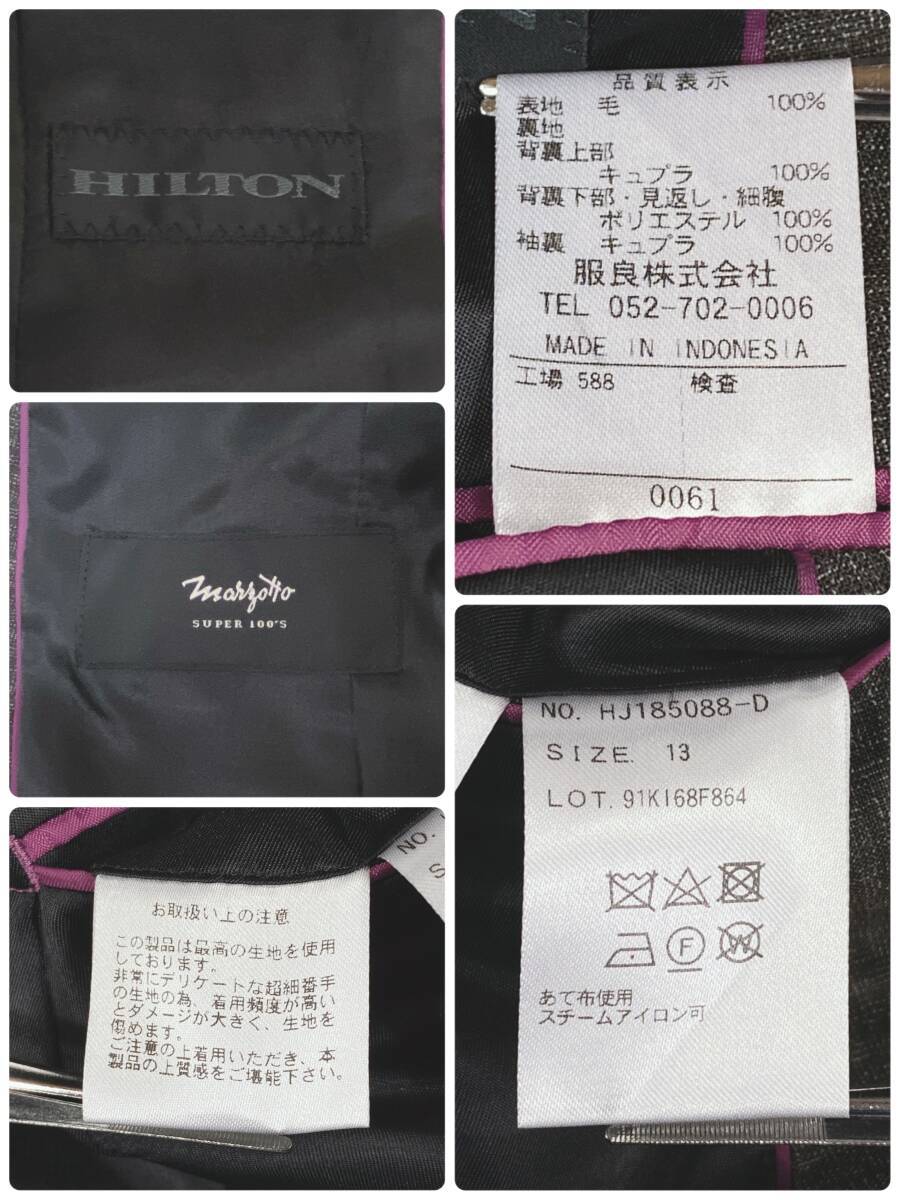 HILTON
品質表示
表地 毛 100%
裏地
背裏上部
キュプラ 100%
背裏下部・見返し・細腹
ポリエステル 100%
袖裏 キュプラ 100%
服良株式会社
TEL 052-702-0006
MADE IN INDONESIA
工場 588 検査
0061
marzotto
SUPER 100'S
NO. HJ185088-D
SIZE. 13
LOT. 91KI68F864
F
W
あて布使用
スチームアイロン可
NO.
S
お取扱い上の注意
この製品は最高の生地を使用
しております。
非常にデリケートな超細番手
の生地の為、着用頻度が高い
とダメージが大きく、生地を
傷めます。
ご注意の上着用いただき、本
製品の上質感をご堪能下さい。